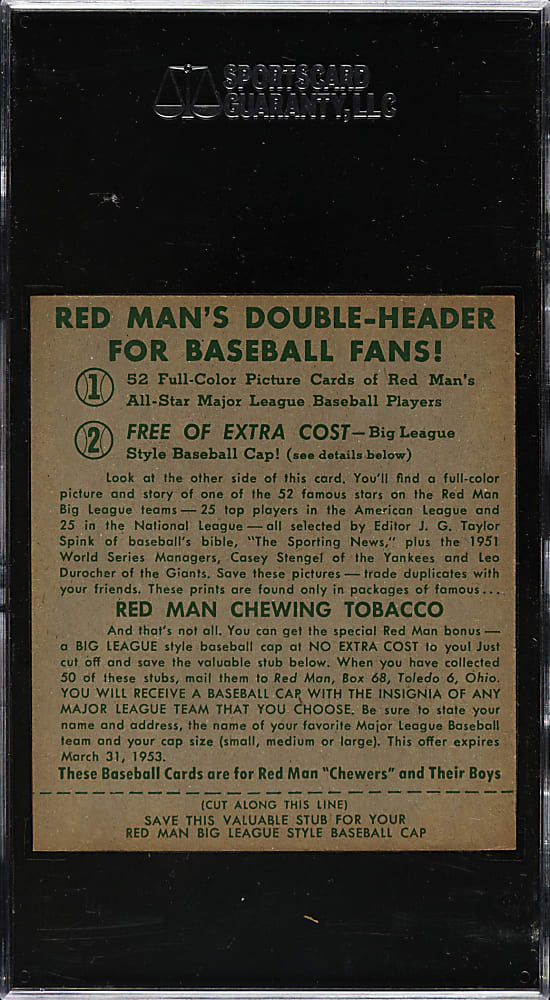 SPORTSCARD
GUARANTY, LLC
RED MAN'S DOUBLE-HEADER
FOR BASEBALL FANS!
1 52 Full-Color Picture Cards of Red Man's
All-Star Major League Baseball Players
2 FREE OF EXTRA COST—Big League
Style Baseball Cap! (see details below)
Look at the other side of this card. You'll find a full-color
picture and story of one of the 52 famous stars on the Red Man
Big League teams — 25 top players in the American League and
25 in the National League — all selected by Editor J. G. Taylor
Spink of baseball's bible, "The Sporting News," plus the 1951
World Series Managers, Casey Stengel of the Yankees and Leo
Durocher of the Giants. Save these pictures — trade duplicates with
your friends. These prints are found only in packages of famous...
RED MAN CHEWING TOBACCO
And that's not all. You can get the special Red Man bonus —
a BIG LEAGUE style baseball cap at NO EXTRA COST to you! Just
cut off and save the valuable stub below. When you have collected
50 of these stubs, mail them to Red Man, Box 68, Toledo 6, Ohio.
YOU WILL RECEIVE A BASEBALL CAP WITH THE INSIGNIA OF ANY
MAJOR LEAGUE TEAM THAT YOU CHOOSE. Be sure to state your
name and address, the name of your favorite Major League Baseball
team and your cap size (small, medium or large). This offer expires
March 31, 1953.
These Baseball Cards are for Red Man "Chewers" and Their Boys
(CUT ALONG THIS LINE)
SAVE THIS VALUABLE STUB FOR YOUR
RED MAN BIG LEAGUE STYLE BASEBALL CAP